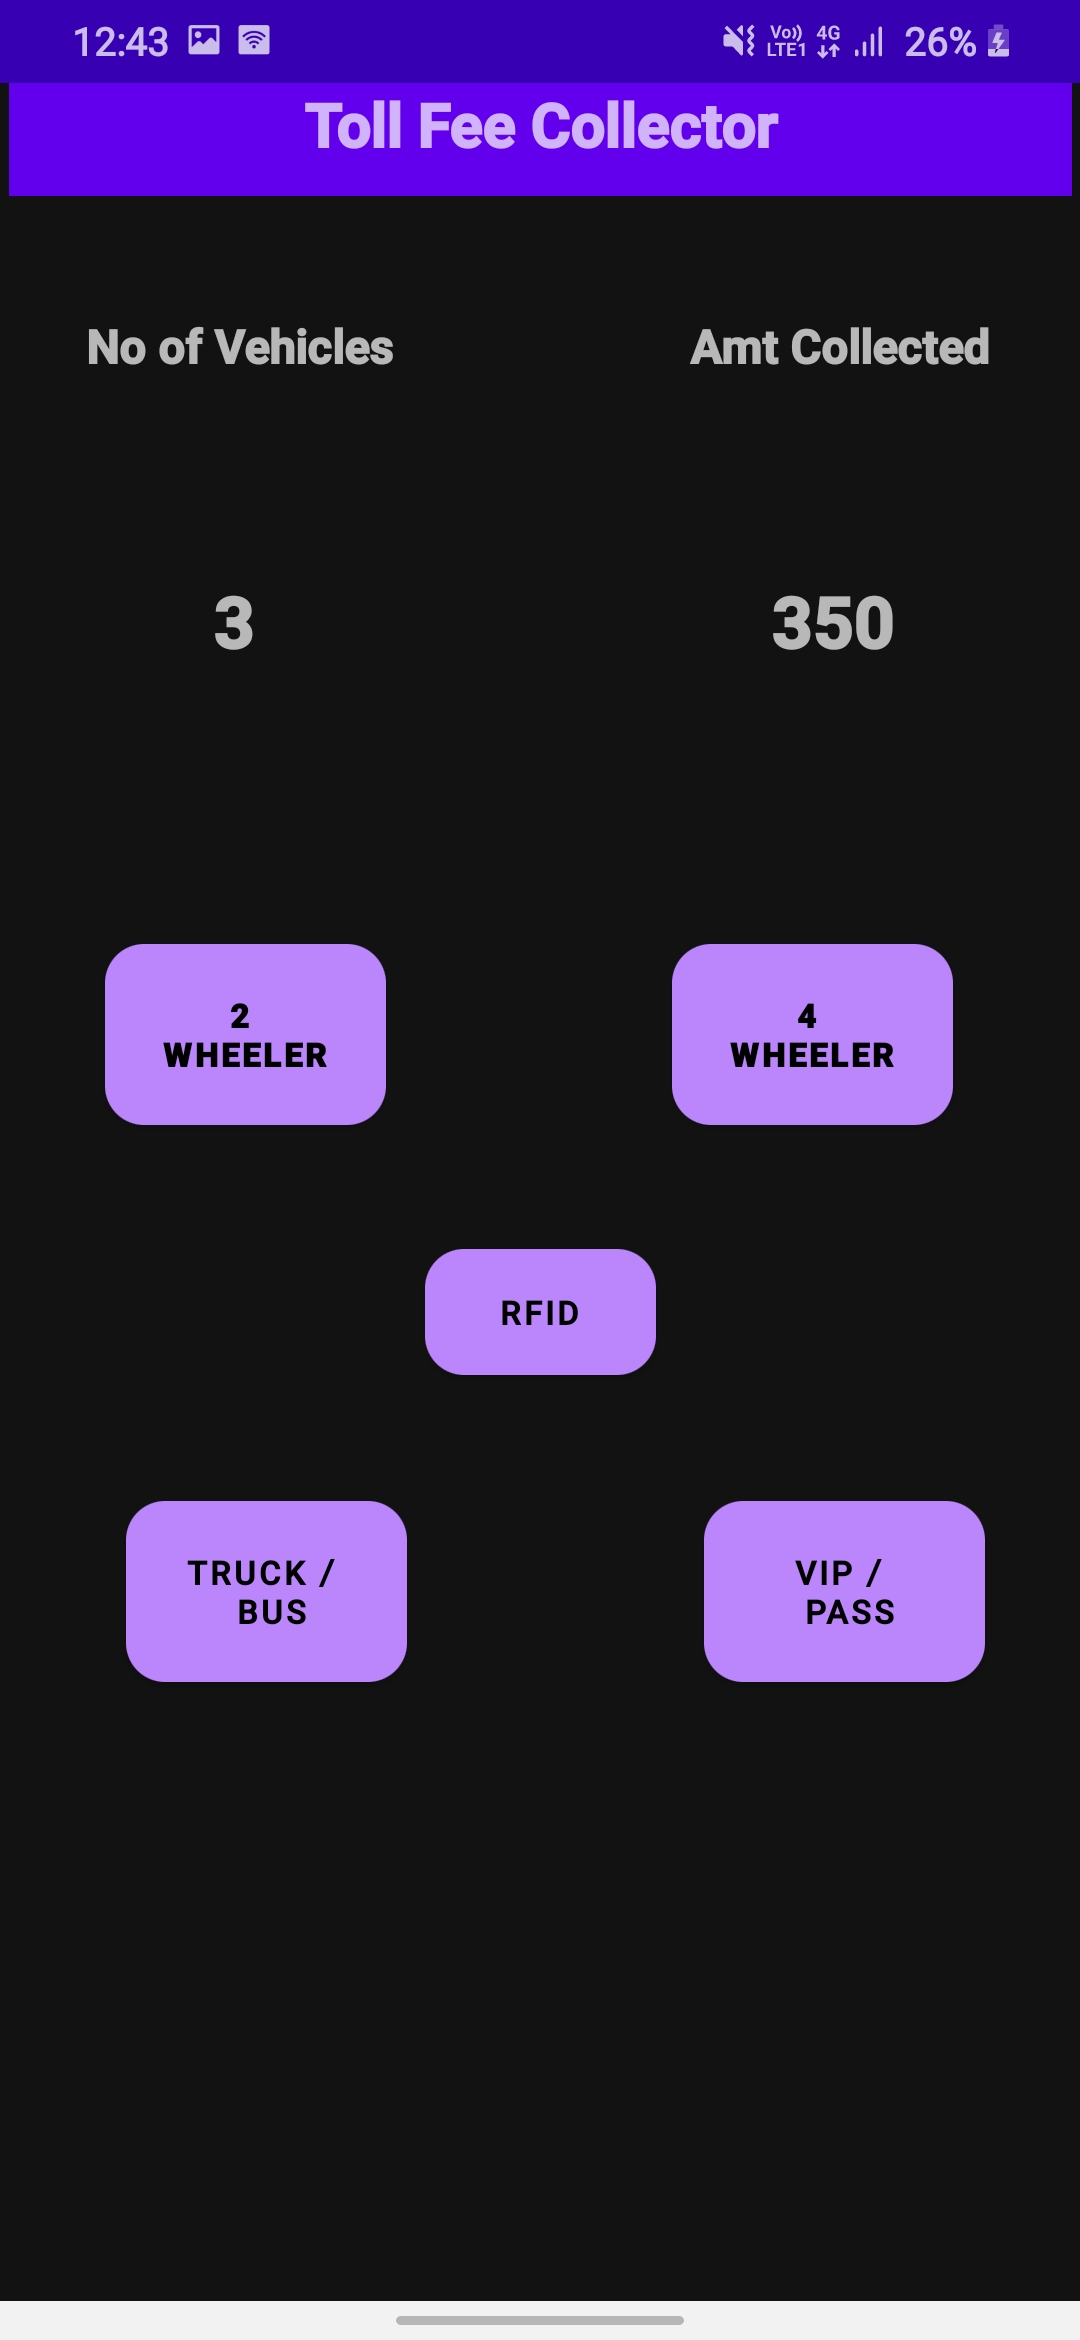 12:43 Vo)) LTE1 4G 26%
Toll Fee Collector
No of Vehicles Amt Collected
3 350
2 WHEELER
4 WHEELER
RFID
TRUCK /
BUS
VIP /
PASS